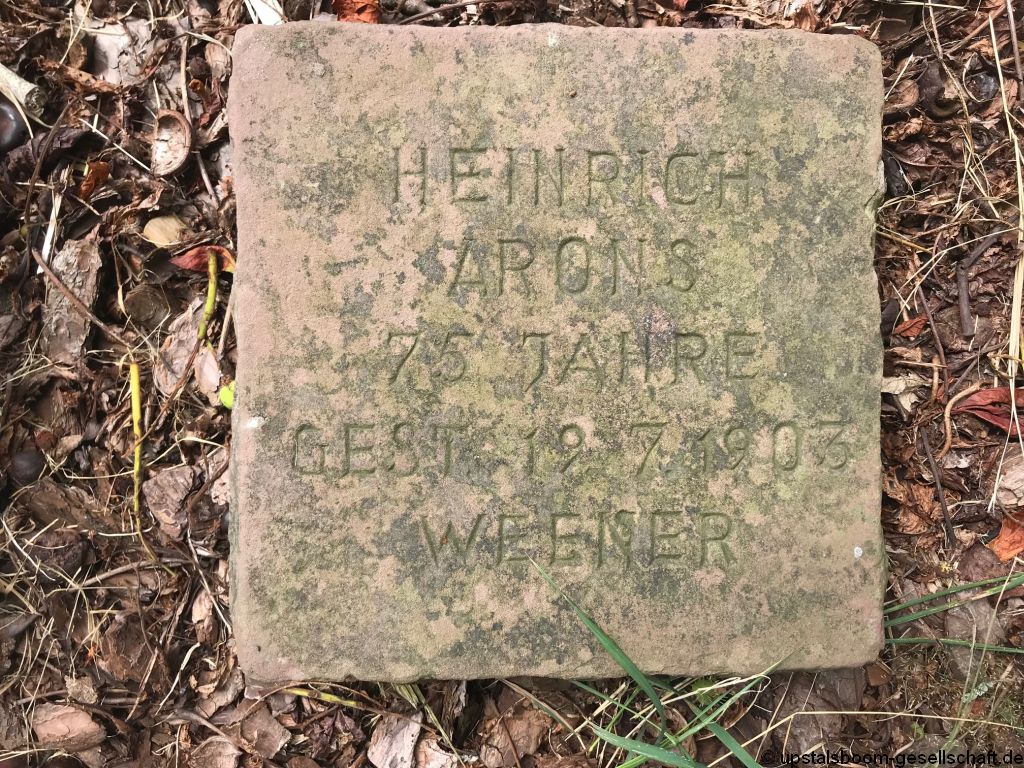 HEINRICH
ARONS
75 JAHRE
GEST. 19.7.1903
WEENER
© upstalsboom-gesellschaft.de